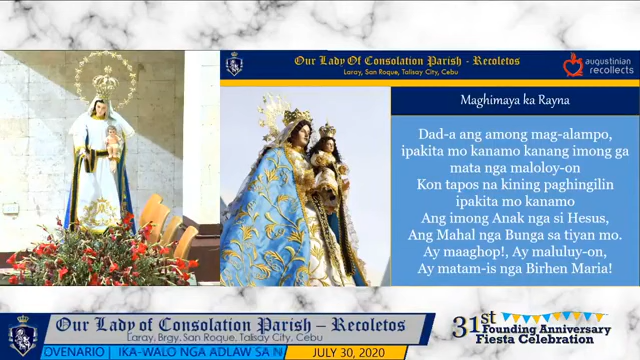 Our Lady Of Consolation Parish - Recoletos
Laray, San Roque, Talisay City, Cebu
augustinian
recollects
Maghimaya ka Rayna
Dad-a ang among mag-alampo,
ipakita mo kanamo kanang imong ga
mata nga maloloy-on
Kon tapos na kining paghingilin
ipakita mo kanamo
Ang imong Anak nga si Hesus,
Ang Mahal nga Bunga sa tiyan mo.
Ay maaghop!, Ay maluluy-on,
Ay matam-is nga Birhen Maria!
Our Lady of Consolation Parish – Recoletos
Laray, Brgy. San Roque, Talisay City, Cebu
OVENARIO | IKA-WALO NGA ADLAW SA N
JULY 30, 2020
31st
Founding Anniversary
Fiesta Celebration